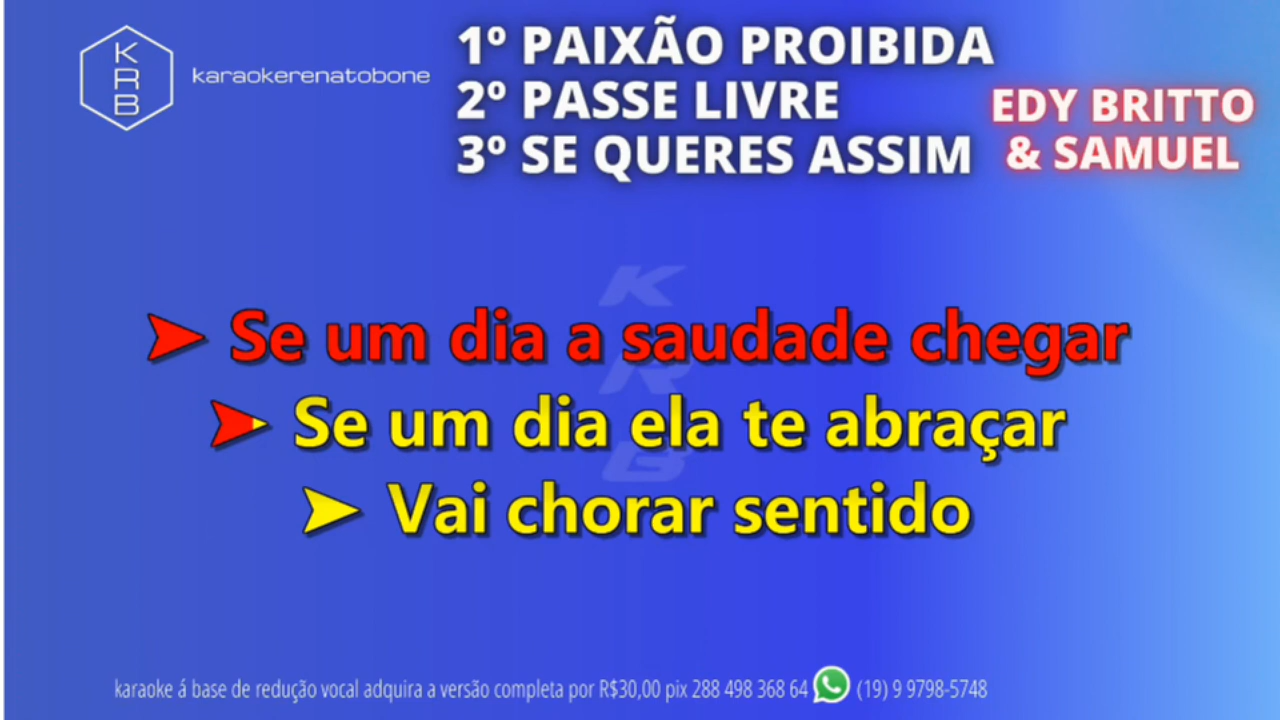 K
R
B
karaokerenatobone
1º PAIXÃO PROIBIDA
2º PASSE LIVRE
3º SE QUERES ASSIM
EDY BRITTO
& SAMUEL
K
R
B
➤ Se um dia a saudade chegar
➤ Se um dia ela te abraçar
➤ Vai chorar sentido
karaoke á base de redução vocal adquira a versão completa por R$30,00 pix 288 498 368 64 (19) 9 9798-5748